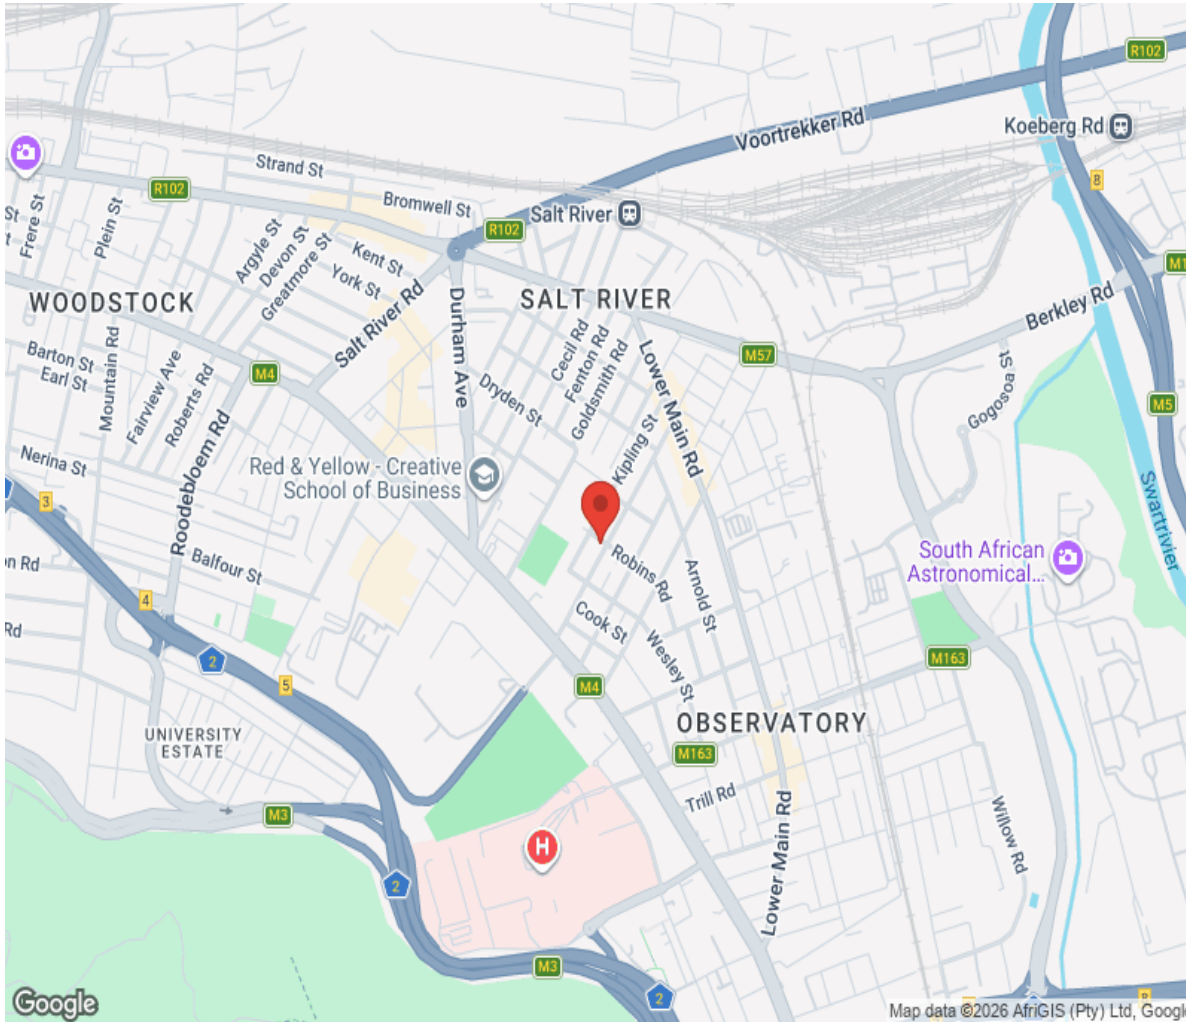 R102
Voortrekker Rd
Koeberg Rd
Strand St
R102
8
Bromwell St
Salt River
R102
St
Frere St
Plein St
Argyle St
Devon St
Greatmore St
Kent St
York St
M1
WOODSTOCK
SALT RIVER
Berkley Rd
Salt River Rd
Durham Ave
Cecil Rd
Fenton Rd
Goldsmith Rd
Lower Main Rd
M57
Barton St
Earl St
Mountain Rd
Fairview Ave
Roberts Rd
M4
Dryden St
Gogosoa St
M5
Roodebloem Rd
Kipling St
Nerina St
Red & Yellow - Creative
School of Business
3
Swartrivier
Balfour St
Robins Rd
Arnold St
South African
Astronomical...
on Rd
4
Cook St
Wesley St
Rd
2
5
M4
M163
UNIVERSITY
ESTATE
OBSERVATORY
M163
Trill Rd
M3
Lower Main Rd
Willow Rd
H
2
M3
2
8
Google
Map data ©2026 AfriGIS (Pty) Ltd, Google